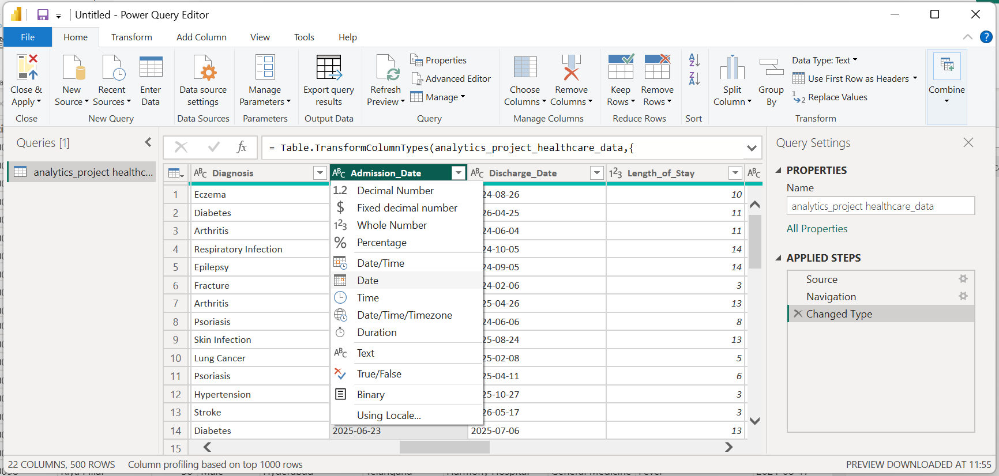 Untitled - Power Query Editor
File Home Transform Add Column View Tools Help
Close & Apply
Close
New Source
Recent Sources
Enter Data
New Query
Data source settings
Data Sources
Manage Parameters
Parameters
Export query results
Output Data
Refresh Preview
Properties
Advanced Editor
Manage
Query
Choose Columns
Remove Columns
Manage Columns
Keep Rows
Remove Rows
Reduce Rows
Sort
Split Column
Group By
Data Type: Text
Use First Row as Headers
Replace Values
Transform
Combine
Queries [1]
analytics_project healthc...
fx
= Table.TransformColumnTypes(analytics_project_healthcare_data,{
ABC Diagnosis ABC Admission_Date ABC Discharge_Date 123 Length_of_Stay ABC
1 Eczema 24-08-26 10
2 Diabetes 26-04-25 11
3 Arthritis 24-06-04 11
4 Respiratory Infection 24-10-05 14
5 Epilepsy 24-09-05 14
6 Fracture 24-02-06 3
7 Arthritis 25-04-26 13
8 Psoriasis 24-06-06 8
9 Skin Infection 25-08-24 13
10 Lung Cancer 25-02-08 5
11 Psoriasis 25-04-11 6
12 Hypertension 25-10-27 3
13 Stroke 26-05-17 3
14 Diabetes 2025-06-23 2025-07-06 13
15
1.2 Decimal Number
$ Fixed decimal number
123 Whole Number
% Percentage
Date/Time
Date
Time
Date/Time/Timezone
Duration
ABC Text
True/False
Binary
Using Locale...
Query Settings
PROPERTIES
Name
analytics_project healthcare_data
All Properties
APPLIED STEPS
Source
Navigation
Changed Type
22 COLUMNS, 500 ROWS Column profiling based on top 1000 rows
PREVIEW DOWNLOADED AT 11:55